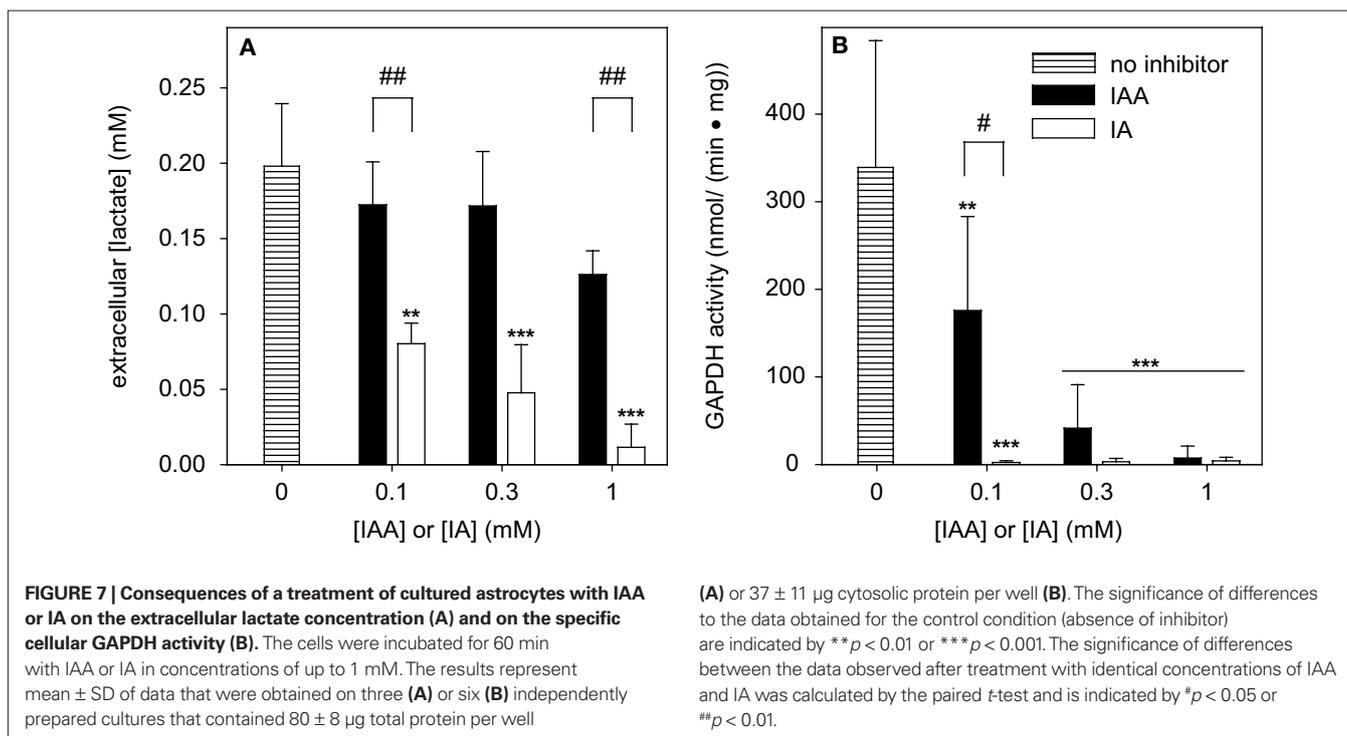 A
##
##
0.25
0.20
0.15
0.10
0.05
0.00
extracellular [lactate] (mM)
**
***
***
0
0.1
0.3
1
[IAA] or [IA] (mM)
B
no inhibitor
IAA
IA
#
400
300
200
100
0
GAPDH activity (nmol/ (min • mg))
**
***
***
0
0.1
0.3
1
[IAA] or [IA] (mM)
FIGURE 7 | Consequences of a treatment of cultured astrocytes with IAA
or IA on the extracellular lactate concentration (A) and on the specific
cellular GAPDH activity (B). The cells were incubated for 60 min
with IAA or IA in concentrations of up to 1 mM. The results represent
mean ± SD of data that were obtained on three (A) or six (B) independently
prepared cultures that contained 80 ± 8 μg total protein per well
(A) or 37 ± 11 μg cytosolic protein per well (B). The significance of differences
to the data obtained for the control condition (absence of inhibitor)
are indicated by **p < 0.01 or ***p < 0.001. The significance of differences
between the data observed after treatment with identical concentrations of IAA
and IA was calculated by the paired t-test and is indicated by #p < 0.05 or
##p < 0.01.